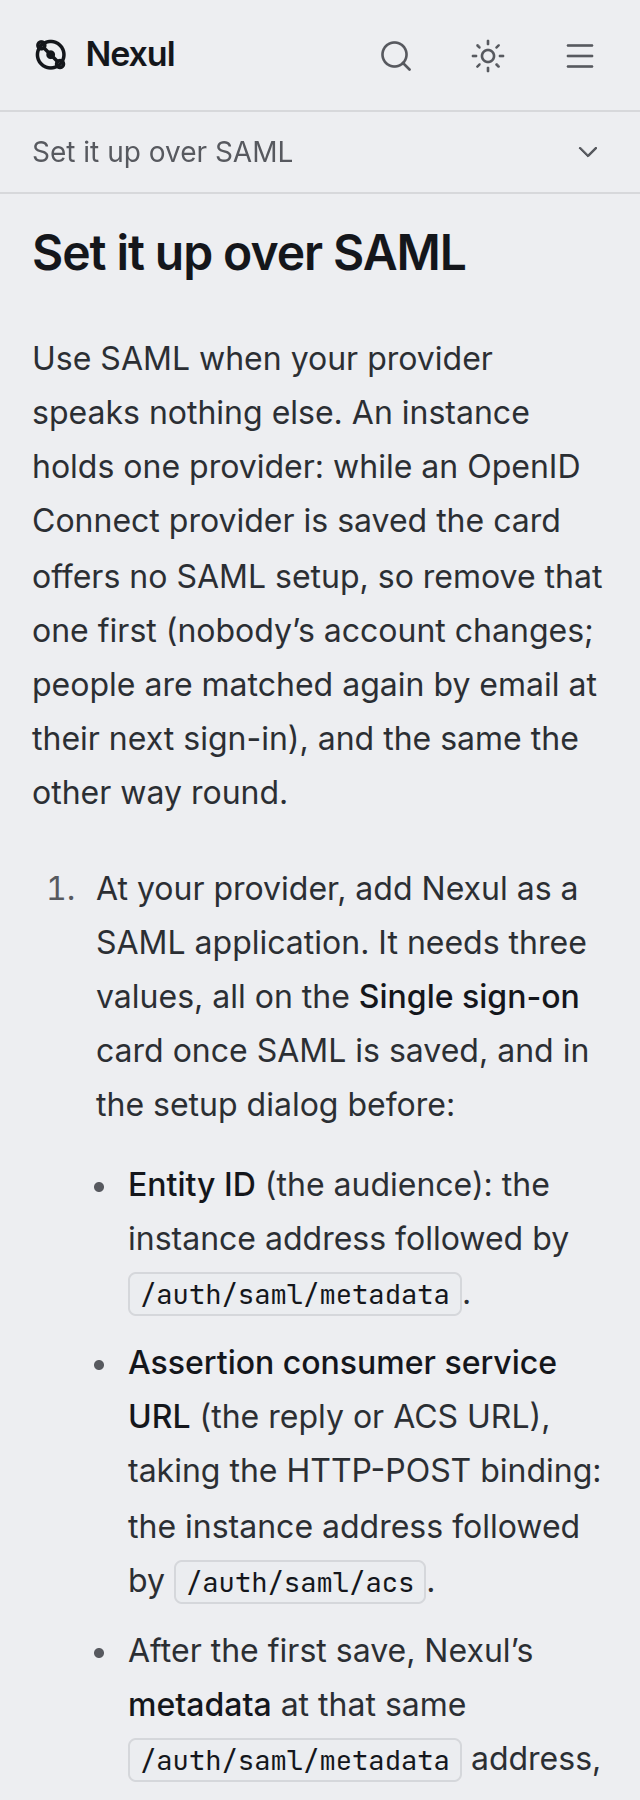 Nexul
Set it up over SAML
Set it up over SAML
Use SAML when your provider
speaks nothing else. An instance
holds one provider: while an OpenID
Connect provider is saved the card
offers no SAML setup, so remove that
one first (nobody’s account changes;
people are matched again by email at
their next sign-in), and the same the
other way round.
1. At your provider, add Nexul as a
SAML application. It needs three
values, all on the Single sign-on
card once SAML is saved, and in
the setup dialog before:
• Entity ID (the audience): the
instance address followed by
/auth/saml/metadata.
• Assertion consumer service
URL (the reply or ACS URL),
taking the HTTP-POST binding:
the instance address followed
by /auth/saml/acs.
• After the first save, Nexul’s
metadata at that same
/auth/saml/metadata address,